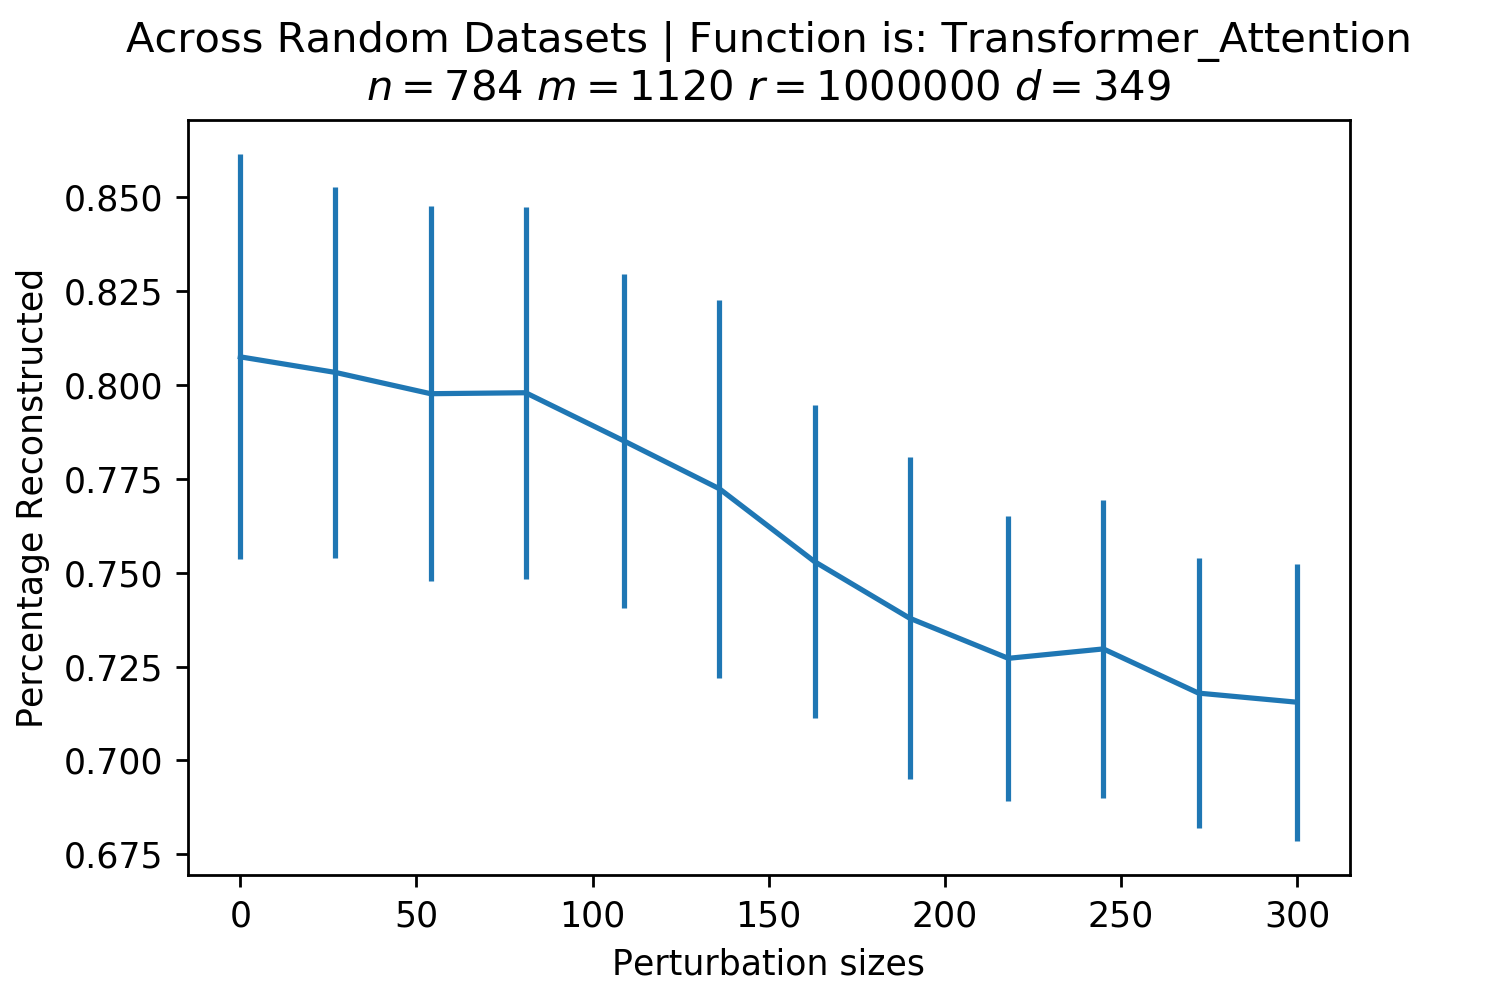 Across Random Datasets | Function is: Transformer_Attention
n = 784 m = 1120 r = 1000000 d = 349
Percentage Reconstructed
0.850
0.825
0.800
0.775
0.750
0.725
0.700
0.675
0 50 100 150 200 250 300
Perturbation sizes